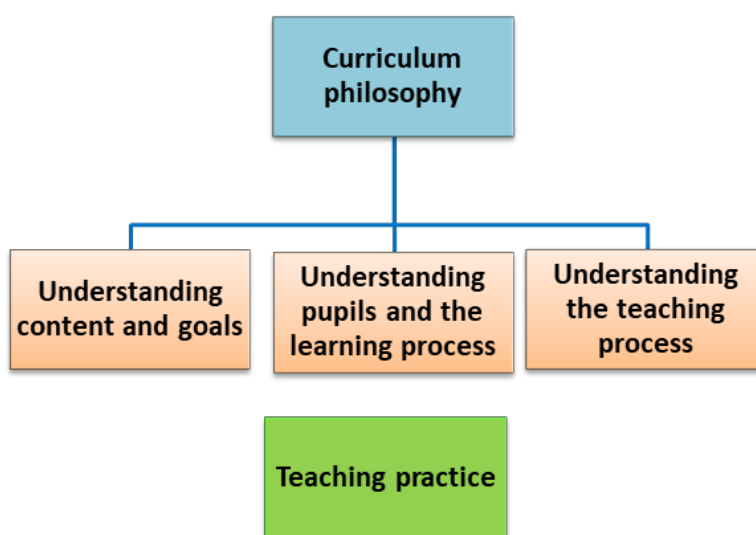 Curriculum
philosophy
Understanding
content and goals
Understanding
pupils and the
learning process
Understanding
the teaching
process
Teaching practice